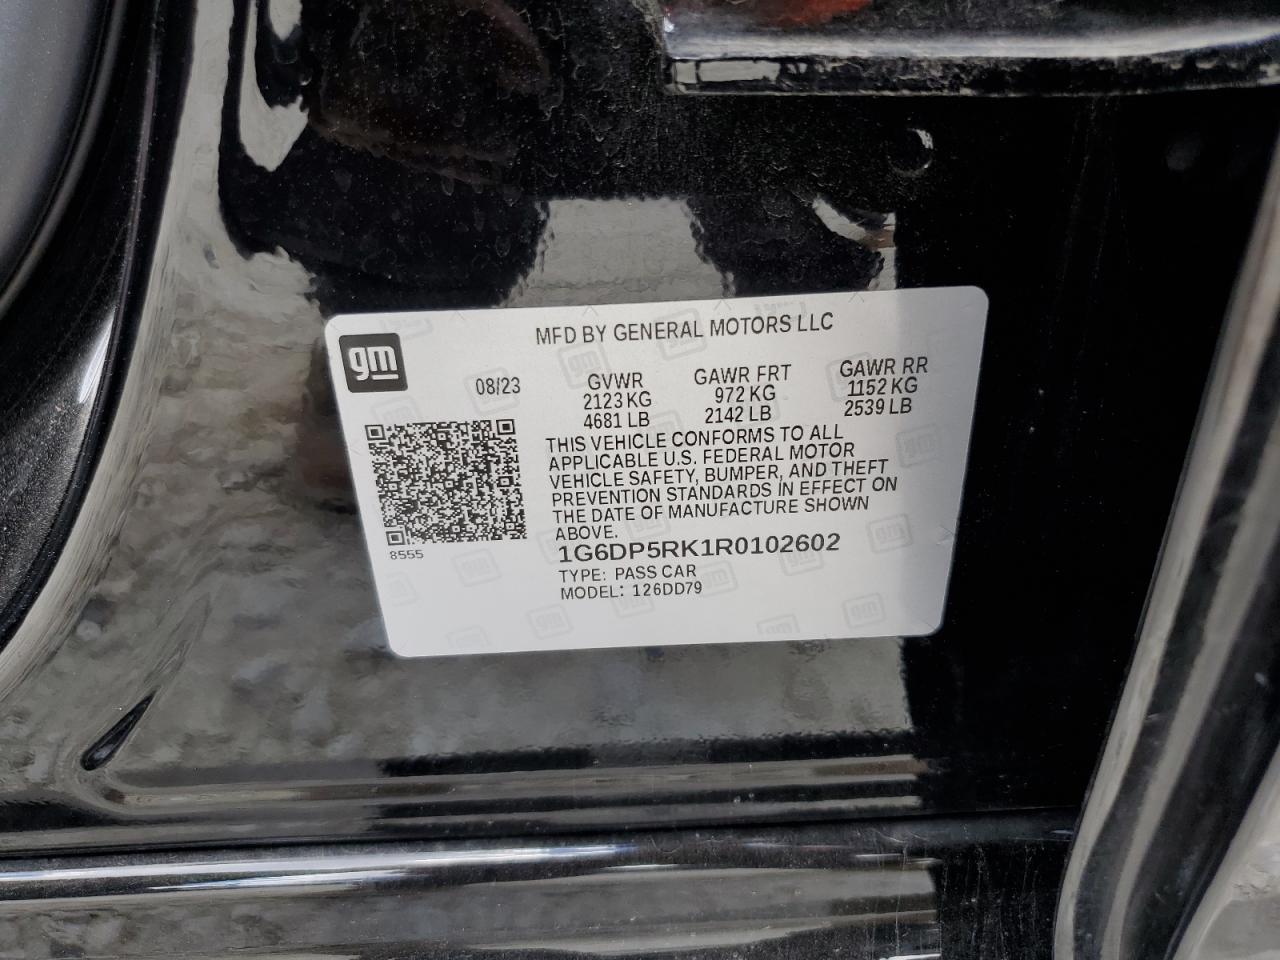 gm
MFD BY GENERAL MOTORS LLC
08/23
GVWR GAWR FRT GAWR RR
2123 KG 972 KG 1152 KG
4681 LB 2142 LB 2539 LB
THIS VEHICLE CONFORMS TO ALL
APPLICABLE U.S. FEDERAL MOTOR
VEHICLE SAFETY, BUMPER, AND THEFT
PREVENTION STANDARDS IN EFFECT ON
THE DATE OF MANUFACTURE SHOWN
ABOVE.
8555
1G6DP5RK1R0102602
TYPE: PASS CAR
MODEL: 126DD79